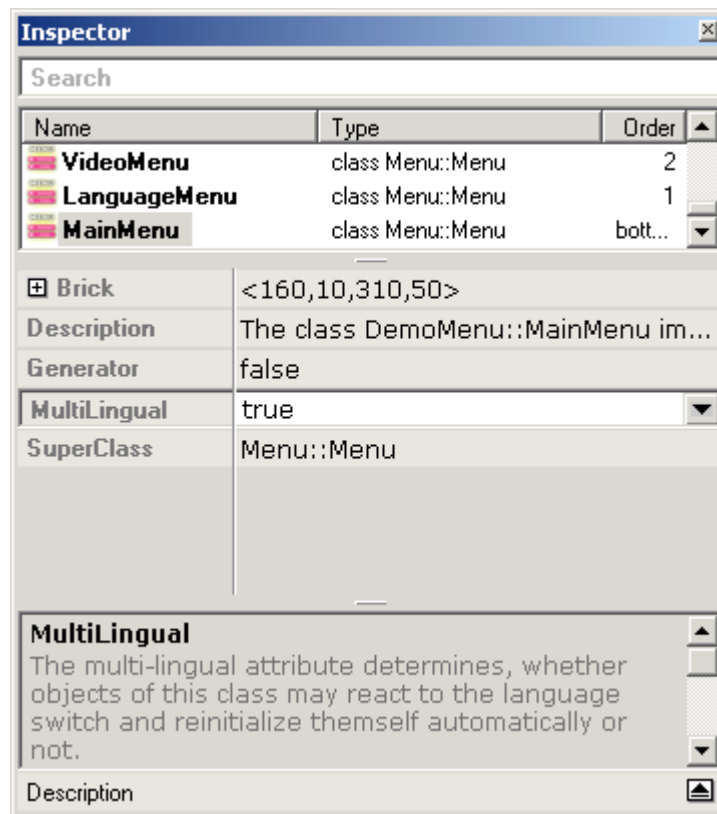 Inspector
Search
Name Type Order
VideoMenu class Menu::Menu 2
LanguageMenu class Menu::Menu 1
MainMenu class Menu::Menu bott...
Brick <160,10,310,50>
Description The class DemoMenu::MainMenu im...
Generator false
MultiLingual true
SuperClass Menu::Menu
MultiLingual
The multi-lingual attribute determines, whether
objects of this class may react to the language
switch and reinitialize themself automatically or
not.
Description